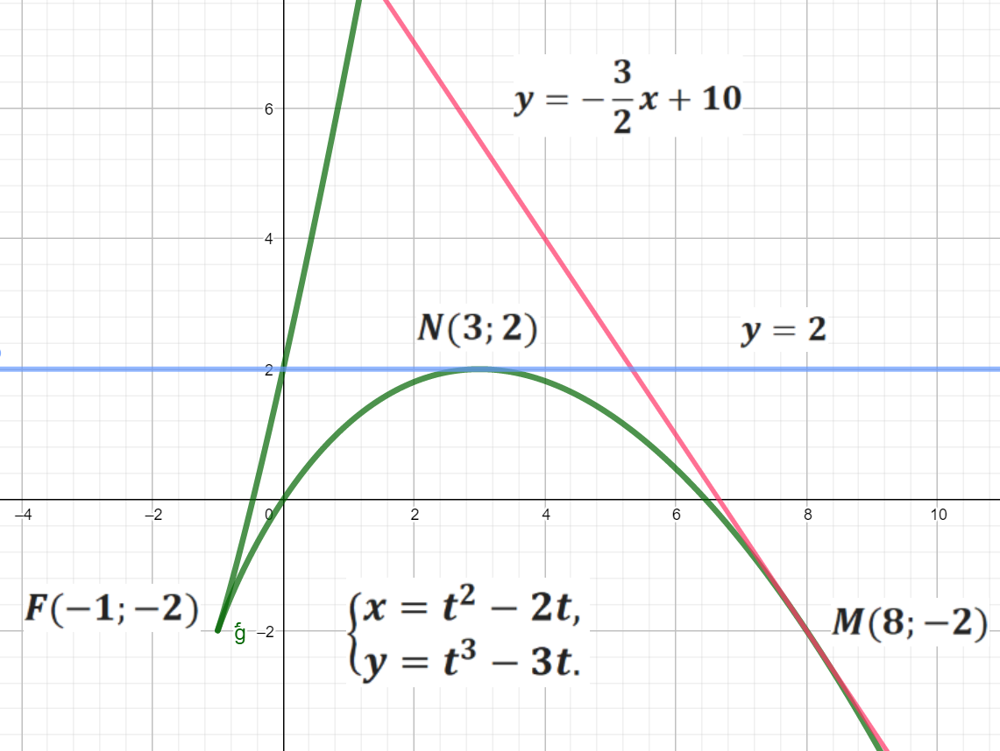 y = −3/2 x + 10
6
4
N(3; 2)
y = 2
2
−4 −2 0 2 4 6 8 10
F(−1; −2)
g
−2
{x = t² − 2t,
y = t³ − 3t.
M(8; −2)